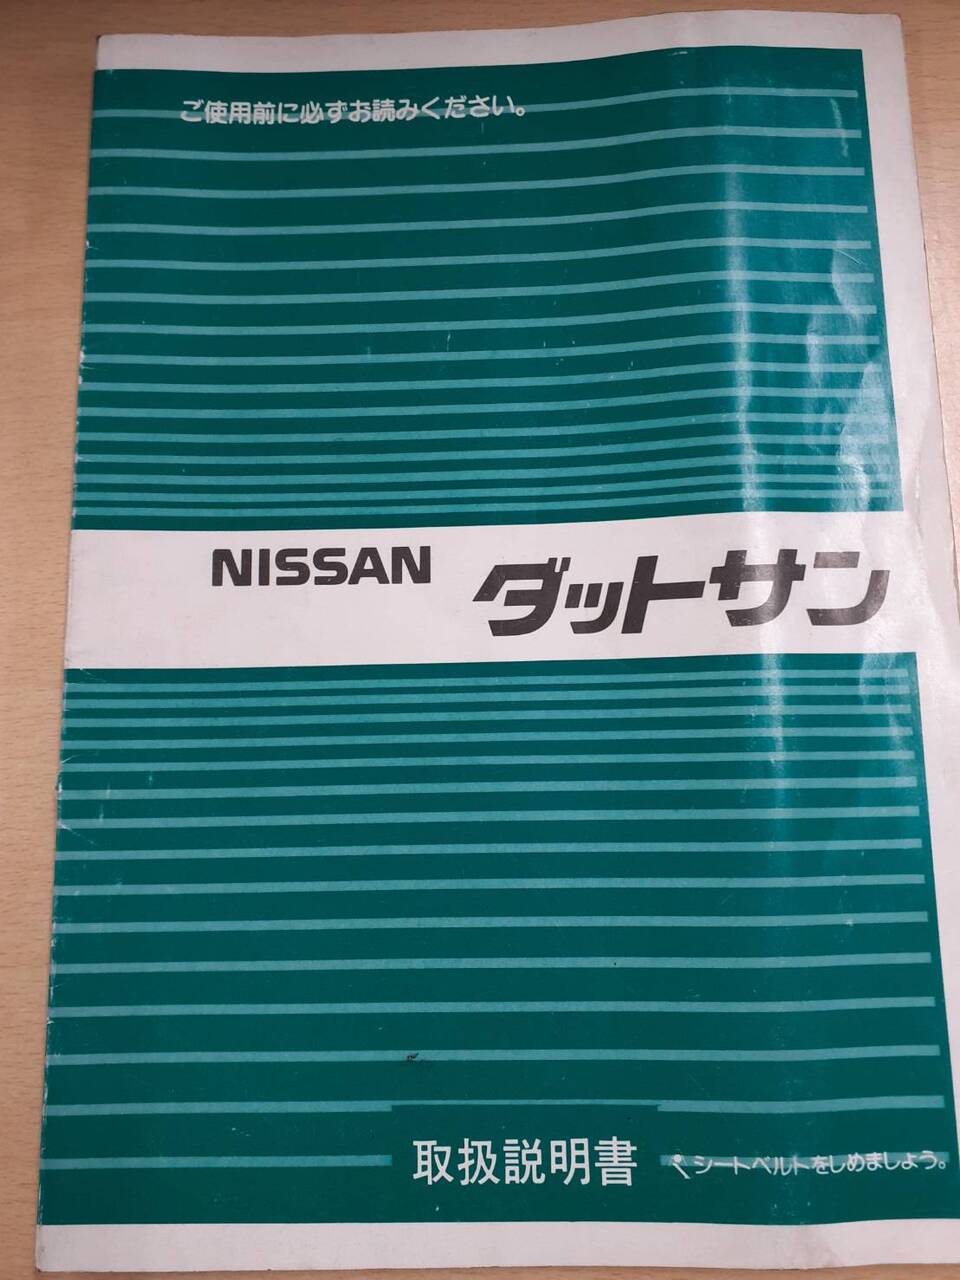 ご使用前に必ずお読みください。
NISSAN ダットサン
取扱説明書 シートベルトをしめましょう。